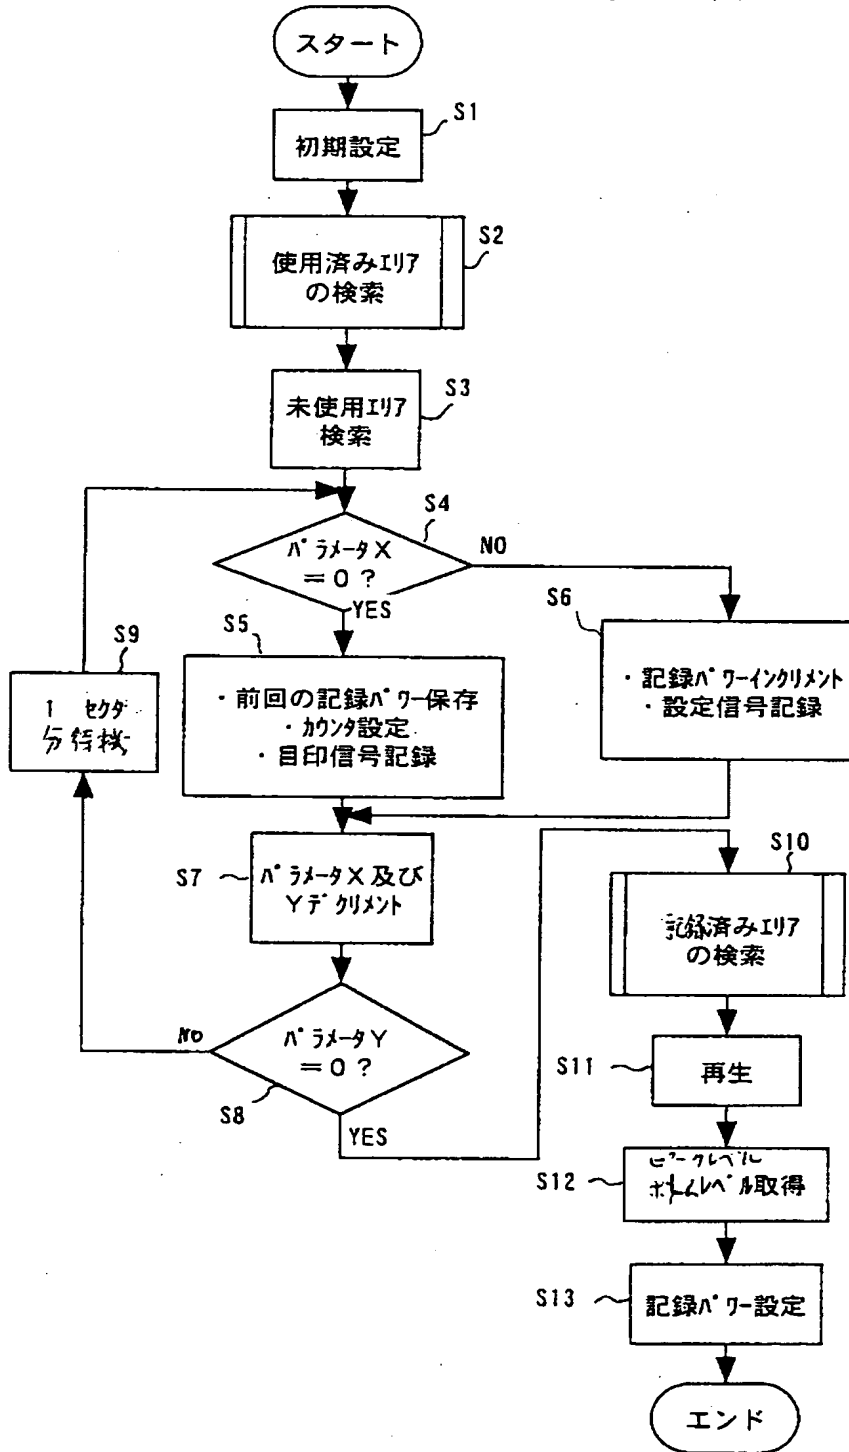 スタート
S1
初期設定
S2
使用済みエリア
の検索
S3
未使用エリア
検索
S4
パラメータX
=0?
NO
YES
S5
・前回の記録パワー保存
・カウンタ設定
・目印信号記録
S6
・記録パワーインクリメント
・設定信号記録
S9
1 セクタ
分待機
S7
パラメータX及び
Yデクリメント
S8
パラメータY
=0?
NO
YES
S10
記録済みエリア
の検索
S11
再生
S12
ピークレベル
ボトムレベル取得
S13
記録パワー設定
エンド